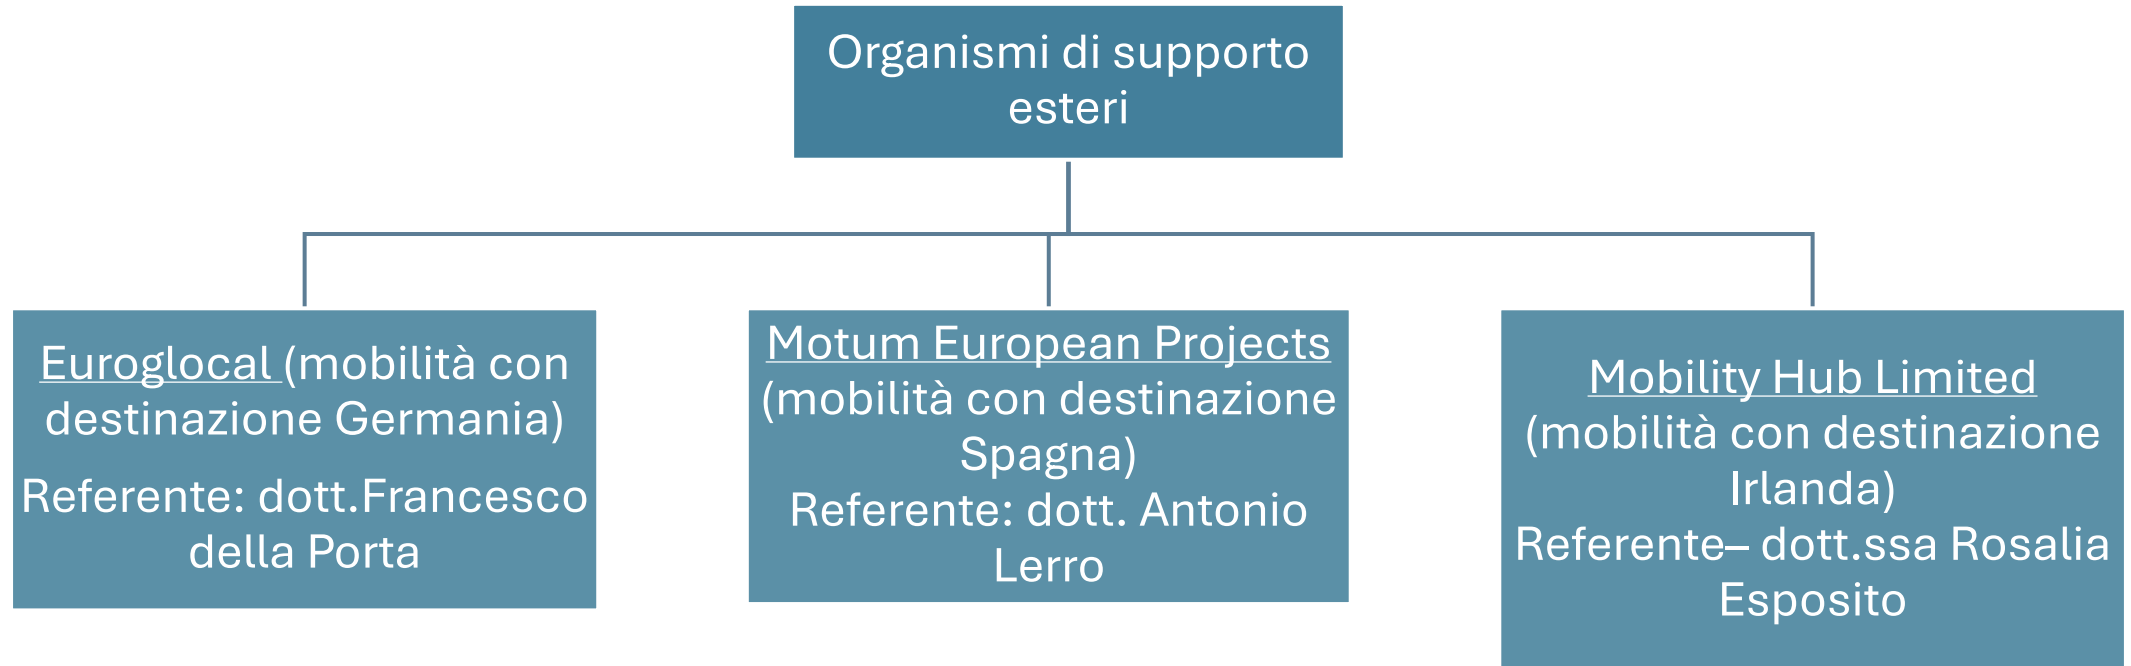 Organismi di supporto
esteri
Euroglocal (mobilità con
destinazione Germania)
Referente: dott.Francesco
della Porta
Motum European Projects
(mobilità con destinazione
Spagna)
Referente: dott. Antonio
Lerro
Mobility Hub Limited
(mobilità con destinazione
Irlanda)
Referente– dott.ssa Rosalia
Esposito